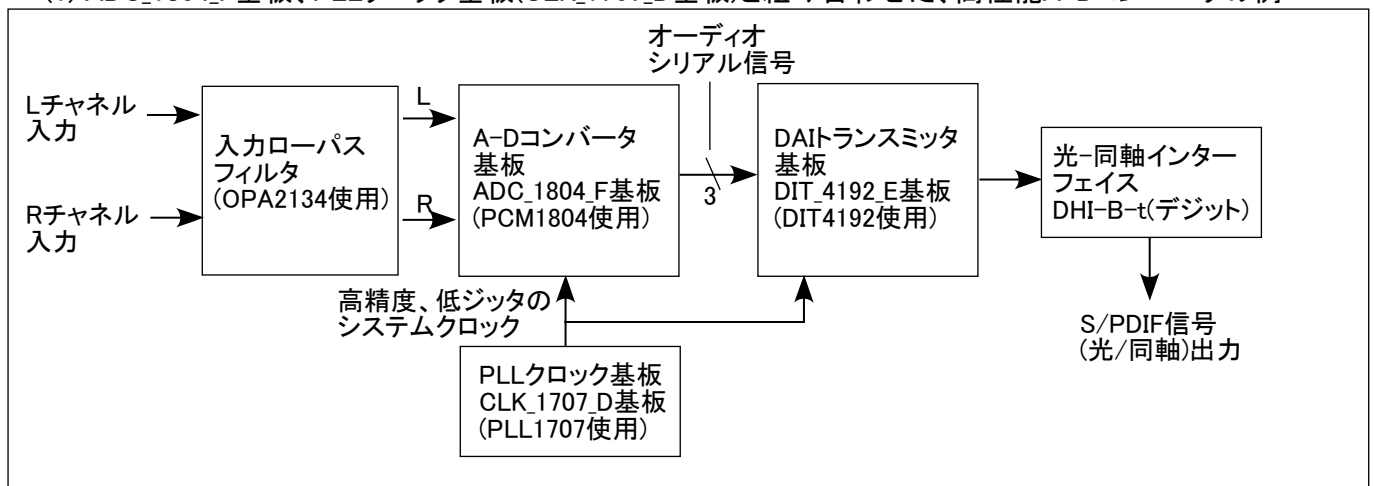 オーディオ
シリアル信号
Lチャネル
入力
Rチャネル
入力
入力ローパス
フィルタ
(OPA2134使用)
L
R
A-Dコンバータ
基板
ADC_1804_F基板
(PCM1804使用)
3
DAIトランスミッタ
基板
DIT_4192_E基板
(DIT4192使用)
光-同軸インター
フェイス
DHI-B-t(デジット)
高精度、低ジッタの
システムクロック
PLLクロック基板
CLK_1707_D基板
(PLL1707使用)
S/PDIF信号
(光/同軸)出力